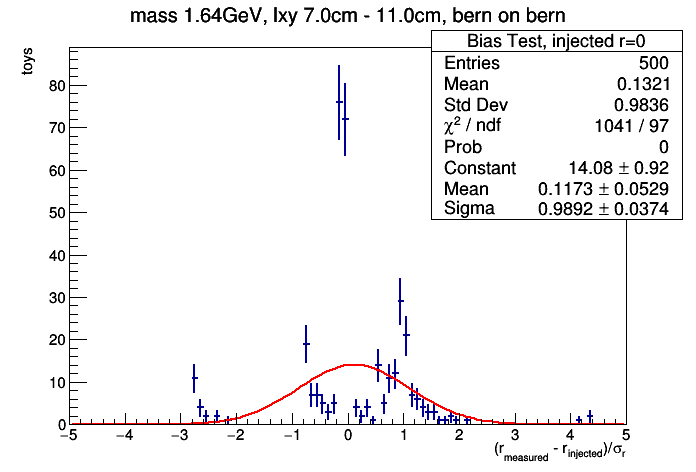 mass 1.64GeV, lxy 7.0cm - 11.0cm, bern on bern
toys
Bias Test, injected r=0
Entries 500
Mean 0.1321
Std Dev 0.9836
χ² / ndf 1041 / 97
Prob 0
Constant 14.08 ± 0.92
Mean 0.1173 ± 0.0529
Sigma 0.9892 ± 0.0374
80
70
60
50
40
30
20
10
0
−5 −4 −3 −2 −1 0 1 2 3 4 5
(r_measured - r_injected)/σ_r